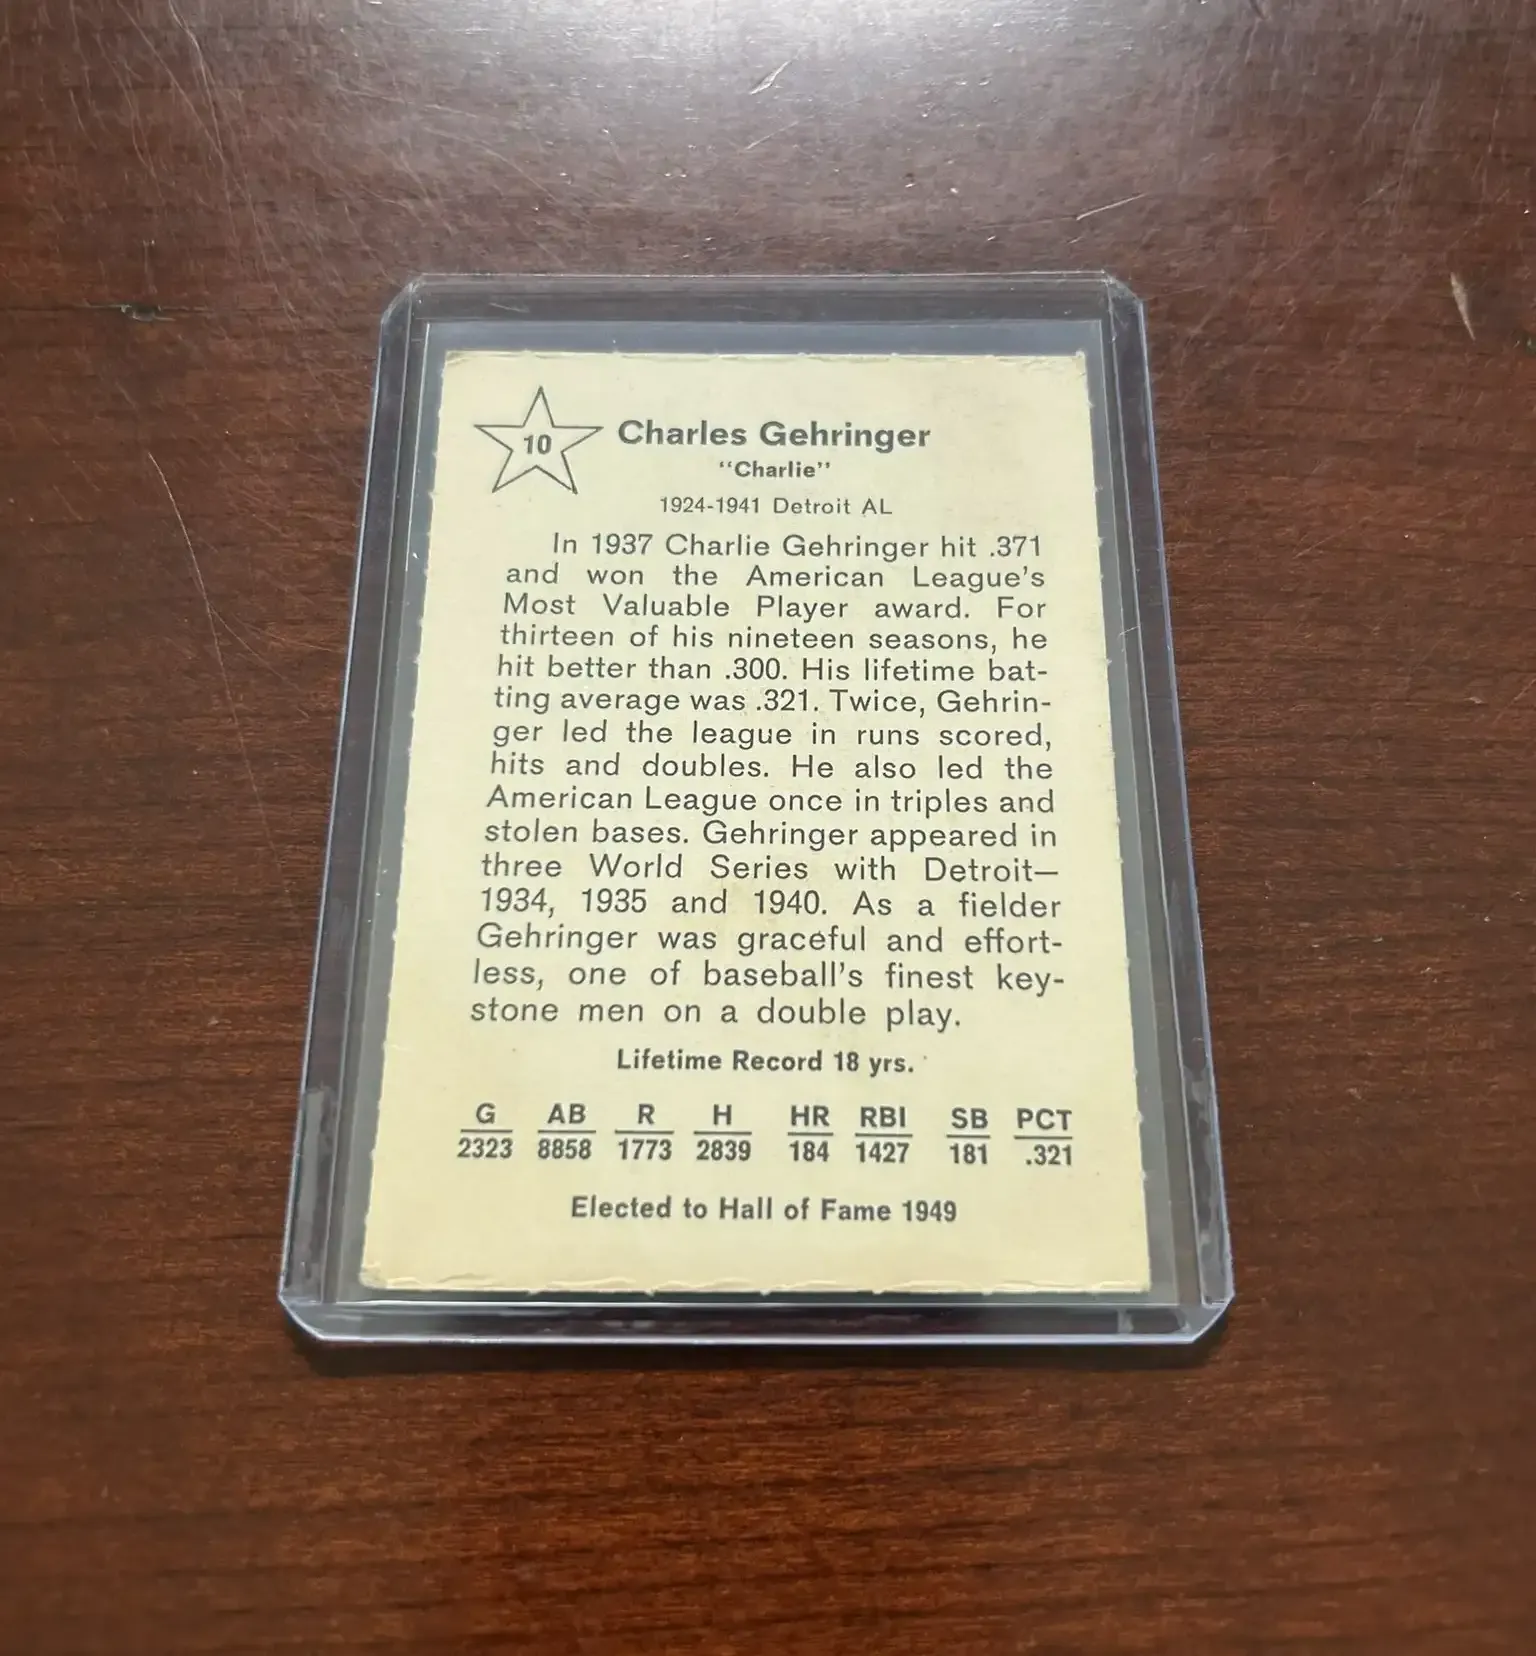 10
Charles Gehringer
"Charlie"
1924-1941 Detroit AL
In 1937 Charlie Gehringer hit .371
and won the American League's
Most Valuable Player award. For
thirteen of his nineteen seasons, he
hit better than .300. His lifetime bat-
ting average was .321. Twice, Gehrin-
ger led the league in runs scored,
hits and doubles. He also led the
American League once in triples and
stolen bases. Gehringer appeared in
three World Series with Detroit—
1934, 1935 and 1940. As a fielder
Gehringer was graceful and effort-
less, one of baseball's finest key-
stone men on a double play.
Lifetime Record 18 yrs.
G AB R H HR RBI SB PCT
2323 8858 1773 2839 184 1427 181 .321
Elected to Hall of Fame 1949